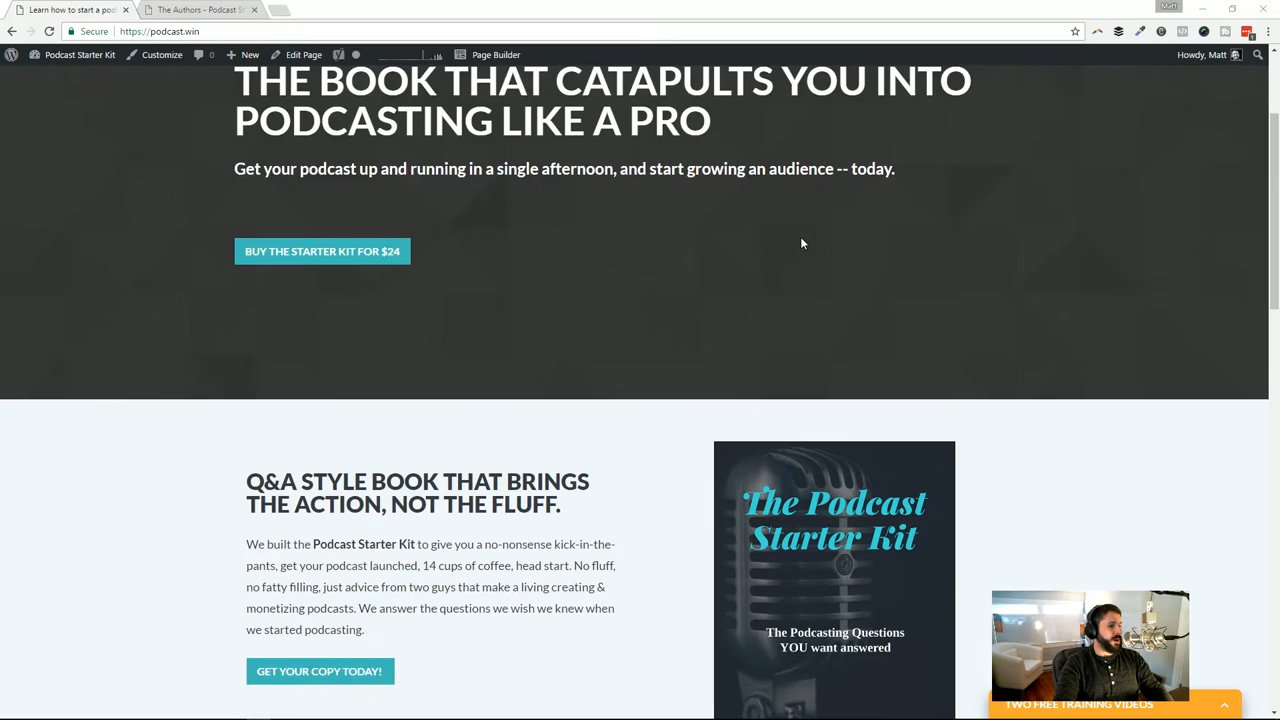 Learn how to start a pod
The Authors - Podcast St
Matt
Secure
https://podcast.win
Podcast Starter Kit
Customize
0
New
Edit Page
Page Builder
Howdy, Matt
THE BOOK THAT CATAPULTS YOU INTO
PODCASTING LIKE A PRO
Get your podcast up and running in a single afternoon, and start growing an audience -- today.
BUY THE STARTER KIT FOR $24
Q&A STYLE BOOK THAT BRINGS
THE ACTION, NOT THE FLUFF.
We built the Podcast Starter Kit to give you a no-nonsense kick-in-the-
pants, get your podcast launched, 14 cups of coffee, head start. No fluff,
no fatty filling, just advice from two guys that make a living creating &
monetizing podcasts. We answer the questions we wish we knew when
we started podcasting.
GET YOUR COPY TODAY!
The Podcast
Starter Kit
The Podcasting Questions
YOU want answered
TWO FREE TRAINING VIDEOS